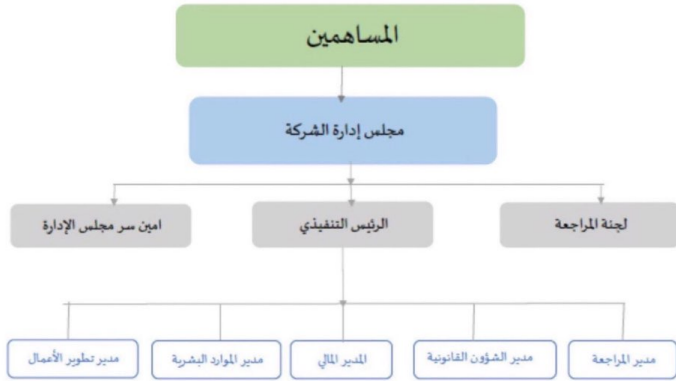 المساهمين
مجلس إدارة الشركة
لجنة المراجعة
الرئيس التنفيذي
امين سر مجلس الإدارة
مدير المراجعة
مدير الشؤون القانونية
المدير المالي
مدير الموارد البشرية
مدير تطوير الأعمال